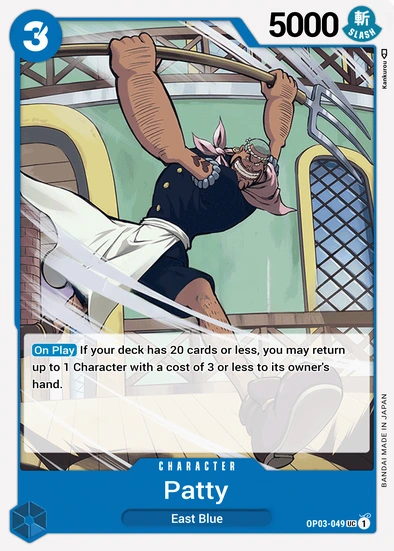 3
5000
斬
SLASH
Kankurou
On Play If your deck has 20 cards or less, you may return
up to 1 Character with a cost of 3 or less to its owner's
hand.
BANDAI MADE IN JAPAN
CHARACTER
Patty
East Blue
OP03-049 UC 1